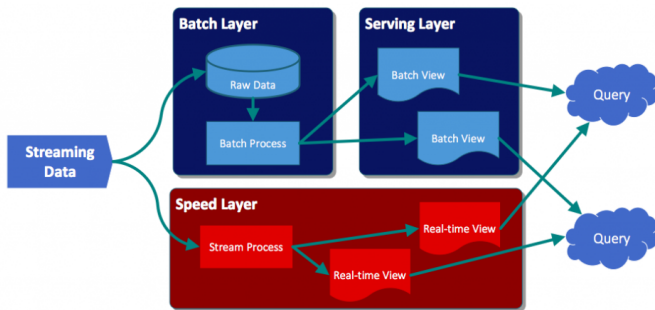 Batch Layer
Serving Layer
Raw Data
Batch View
Query
Batch Process
Batch View
Streaming
Data
Speed Layer
Real-time View
Stream Process
Real-time View
Query